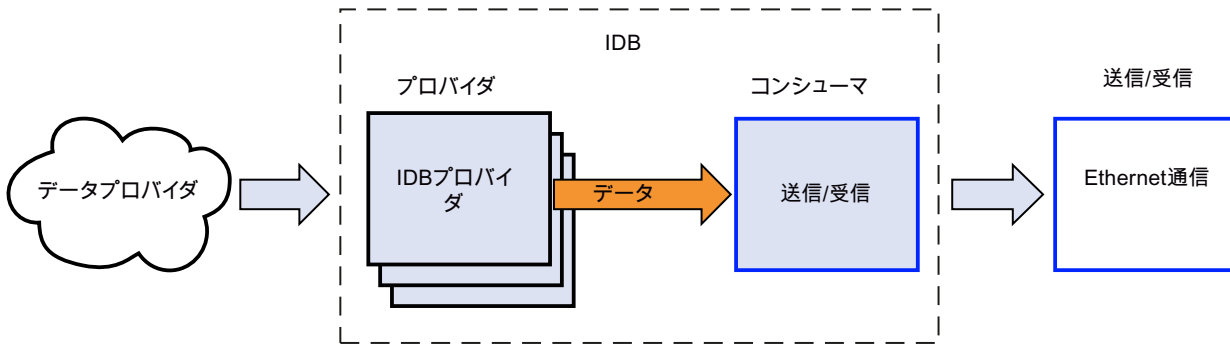 IDB
プロバイダ
コンシューマ
送信/受信
データプロバイダ
IDBプロバイ
ダ
データ
送信/受信
Ethernet通信